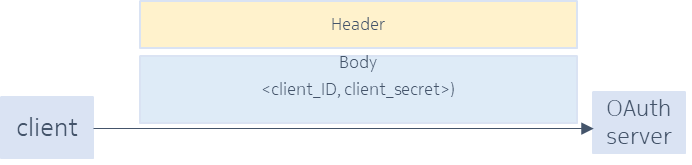 Header
Body
<client_ID, client_secret>)
client
OAuth
server